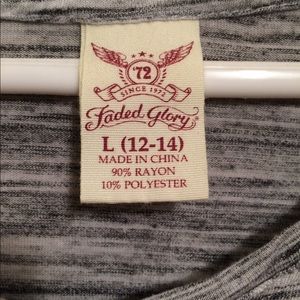 '72
SINCE 1972
Faded Glory®
L (12-14)
MADE IN CHINA
90% RAYON
10% POLYESTER